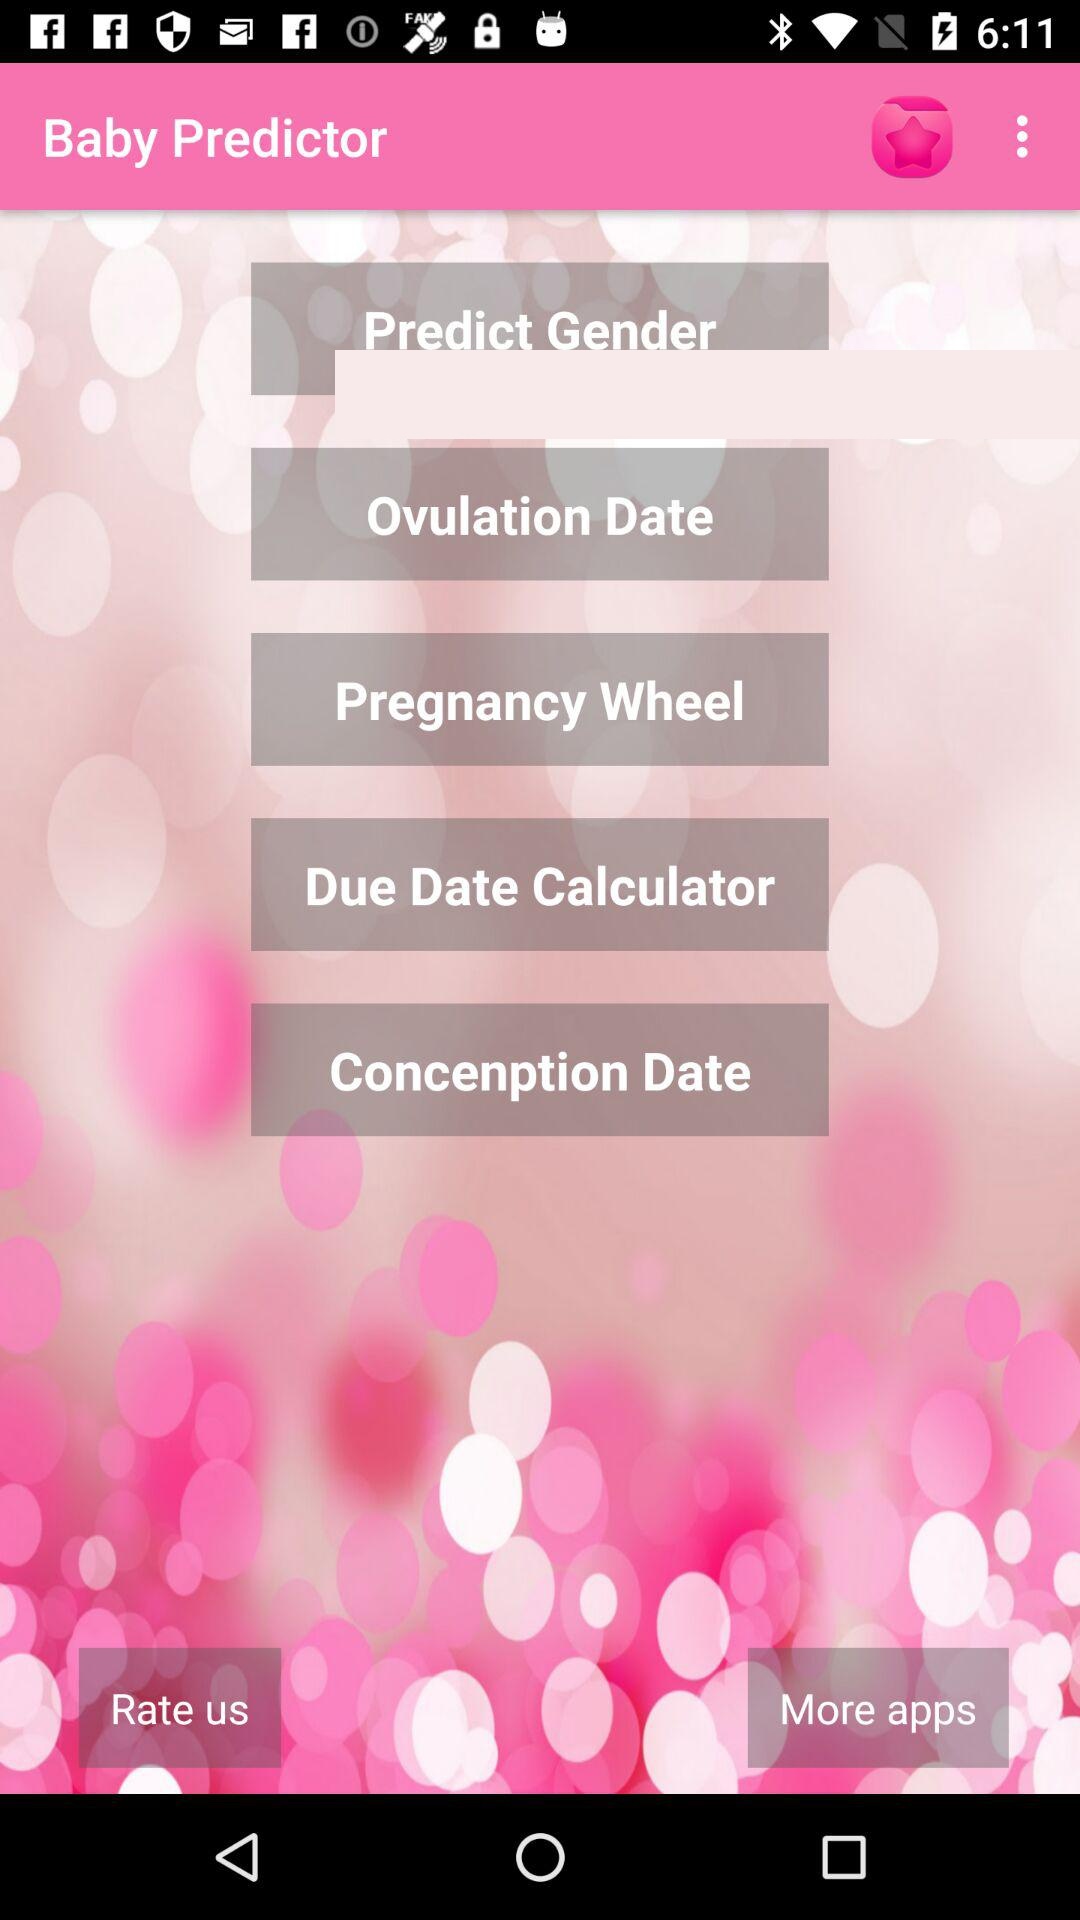 FAKE
6:11
Baby Predictor
Predict Gender
Ovulation Date
Pregnancy Wheel
Due Date Calculator
Concenption Date
Rate us
More apps